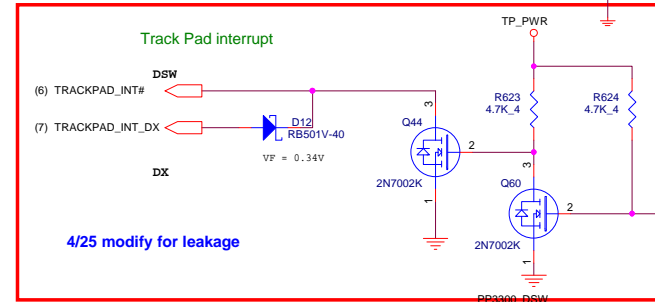 TP_PWR
Track Pad interrupt
DSW
(6) TRACKPAD_INT#
R623
4.7K_4
R624
4.7K_4
3
Q44
(7) TRACKPAD_INT_DX
D12
RB501V-40
VF = 0.34V
2
3
DX
2N7002K
Q60
1
2
4/25 modify for leakage
2N7002K
1
PP3300_DSW